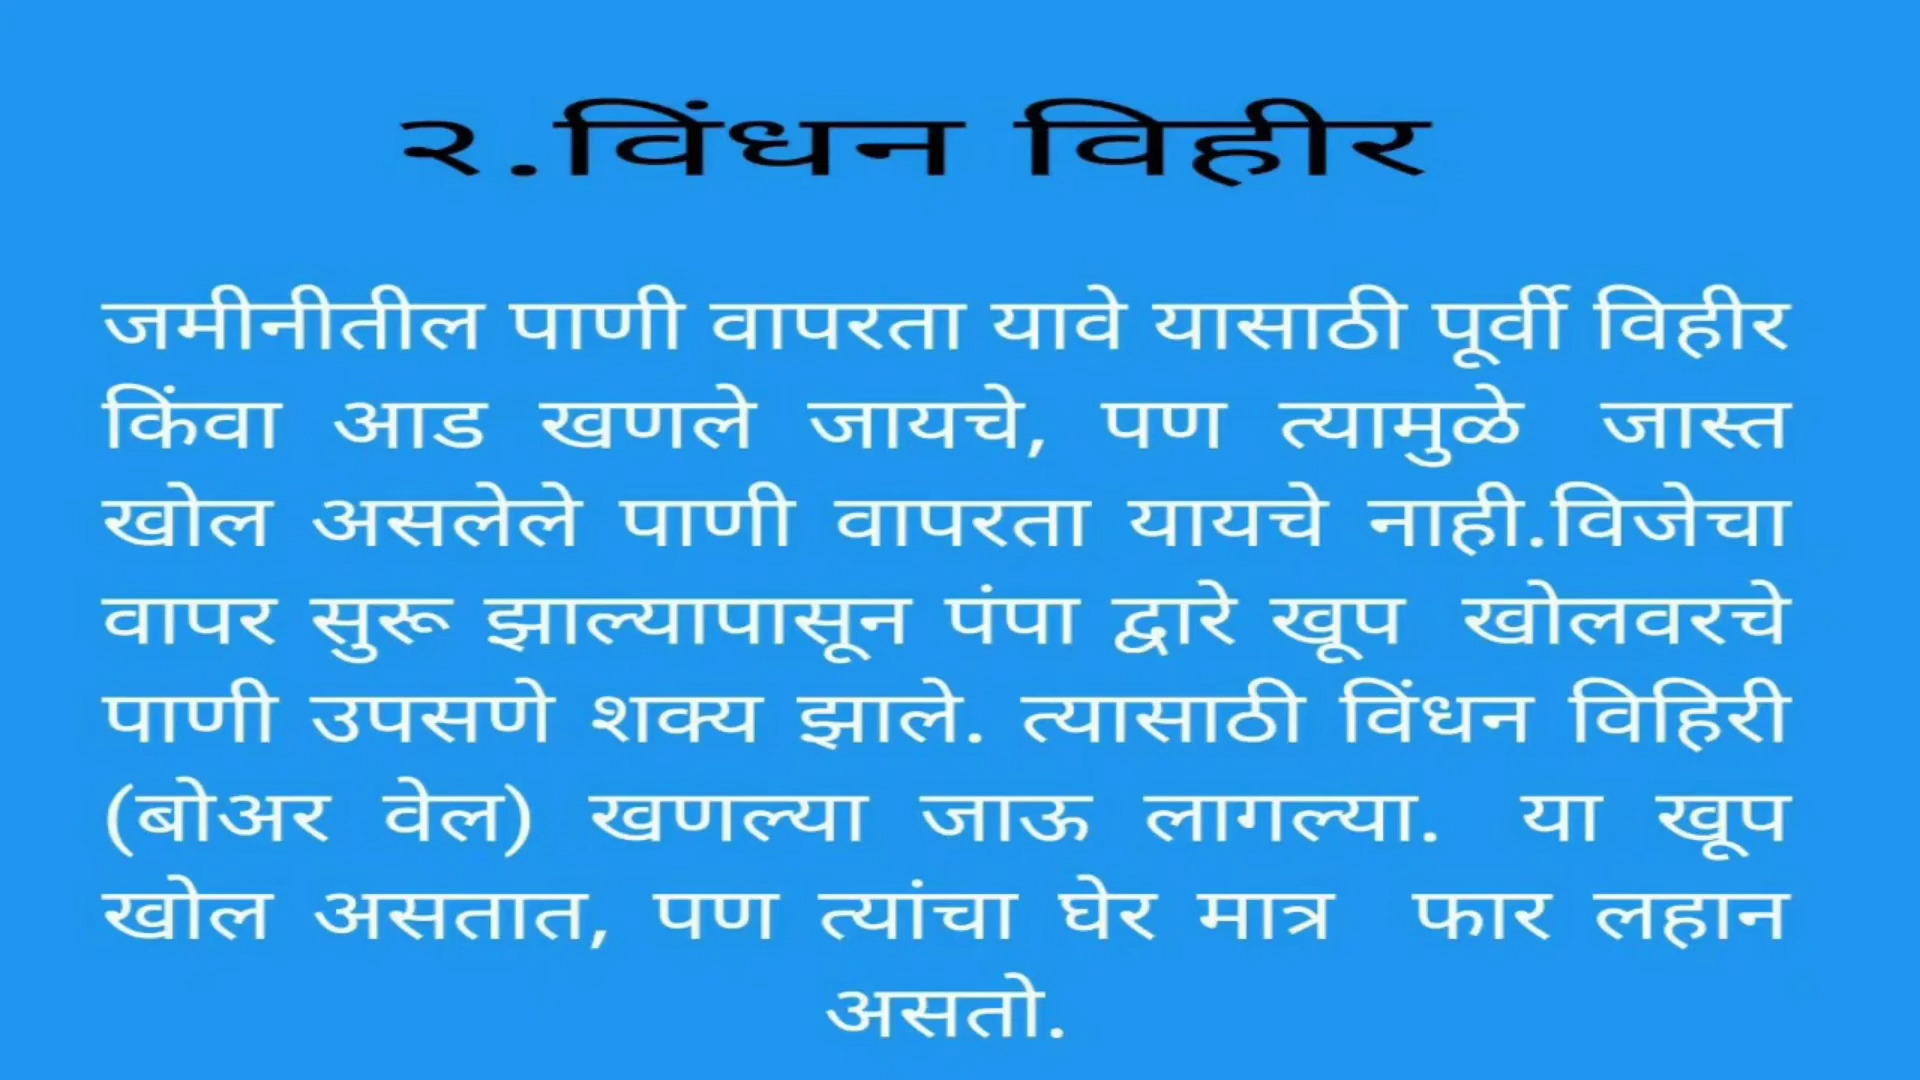 २.विंधन विहीर
जमीनीतील पाणी वापरता यावे यासाठी पूर्वी विहीर
किंवा आड खणले जायचे, पण त्यामुळे जास्त
खोल असलेले पाणी वापरता यायचे नाही.विजेचा
वापर सुरू झाल्यापासून पंपा द्वारे खूप खोलवरचे
पाणी उपसणे शक्य झाले. त्यासाठी विंधन विहिरी
(बोअर वेल) खणल्या जाऊ लागल्या. या खूप
खोल असतात, पण त्यांचा घेर मात्र फार लहान
असतो.